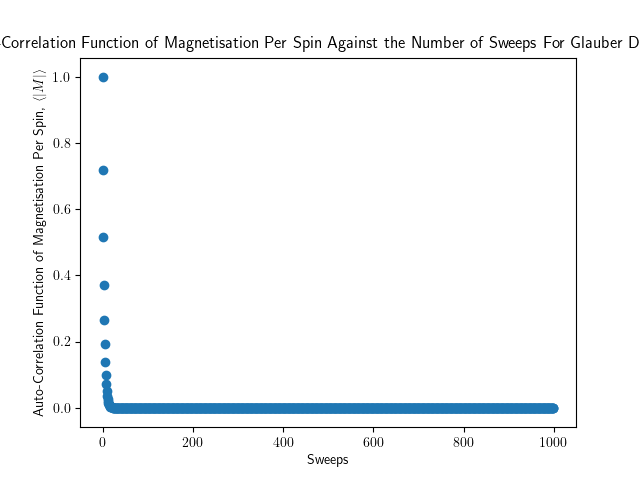 -Correlation Function of Magnetisation Per Spin Against the Number of Sweeps For Glauber D
Auto-Correlation Function of Magnetisation Per Spin, ⟨|M|⟩
1.0
0.8
0.6
0.4
0.2
0.0
0 200 400 600 800 1000
Sweeps